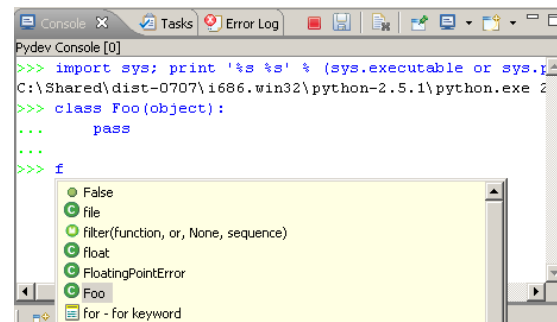 Console Tasks Error Log
Pydev Console [0]
>>> import sys; print '%s %s' % (sys.executable or sys.p
C:\Shared\dist-0707\i686.win32\python-2.5.1\python.exe 2
>>> class Foo(object):
...     pass
...
>>> f
False
file
filter(function, or, None, sequence)
float
FloatingPointError
Foo
for - for keyword